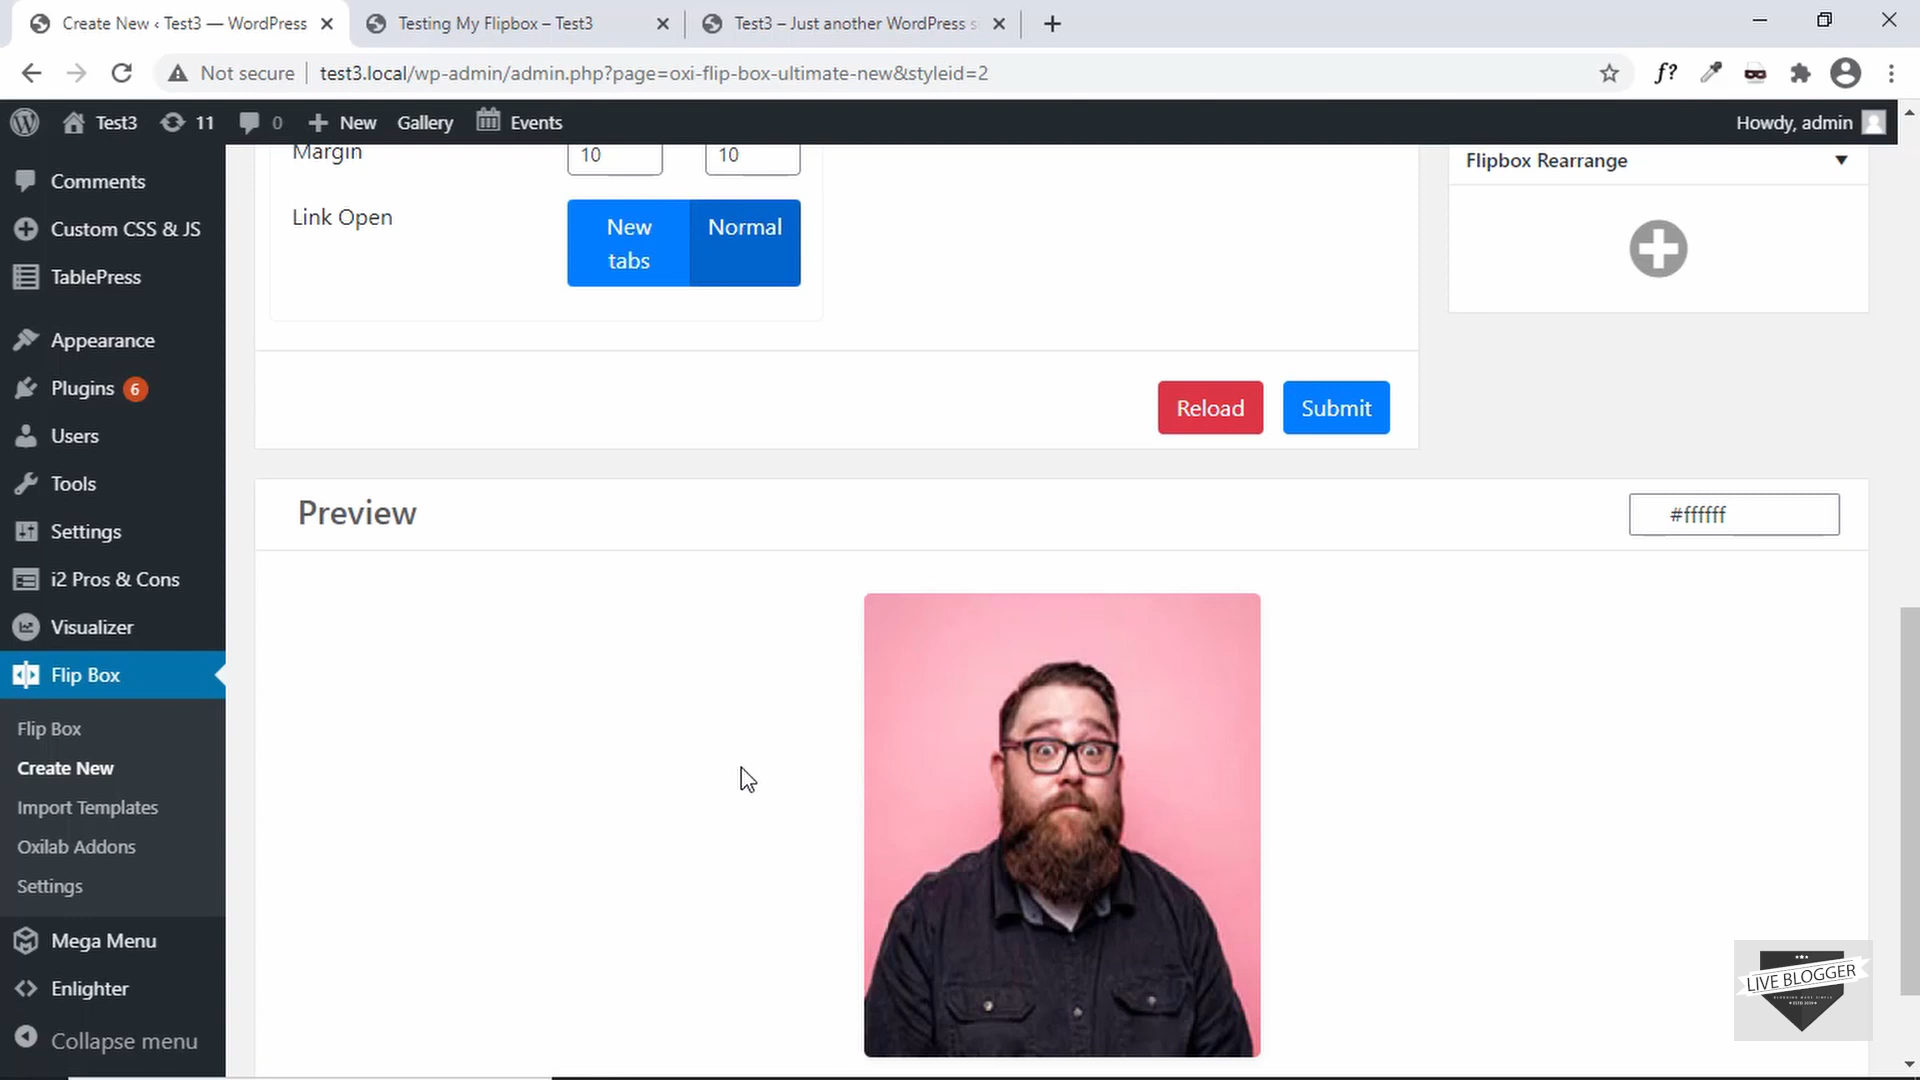 Create New ‹ Test3 — WordPress
Testing My Flipbox – Test3
Test3 – Just another WordPress s
Not secure
test3.local/wp-admin/admin.php?page=oxi-flip-box-ultimate-new&styleid=2
f?
Test3
11
0
New
Gallery
Events
Howdy, admin
Comments
Custom CSS & JS
TablePress
Appearance
Plugins 6
Users
Tools
Settings
i2 Pros & Cons
Visualizer
Flip Box
Flip Box
Create New
Import Templates
Oxilab Addons
Settings
Mega Menu
Enlighter
Collapse menu
Margin
10
10
Link Open
New tabs
Normal
Reload
Submit
Flipbox Rearrange
Preview
#ffffff
LIVE BLOGGER